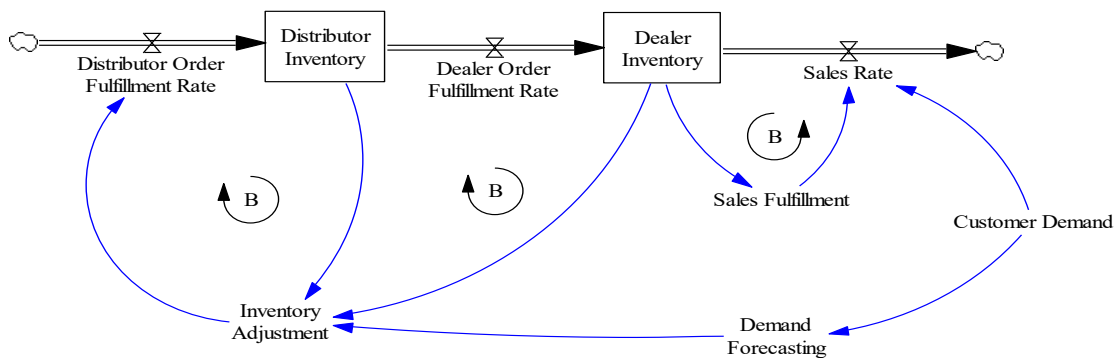 Distributor
Inventory
Dealer
Inventory
Distributor Order
Fulfillment Rate
Dealer Order
Fulfillment Rate
Sales Rate
B
B
B
Sales Fulfillment
Customer Demand
Inventory
Adjustment
Demand
Forecasting